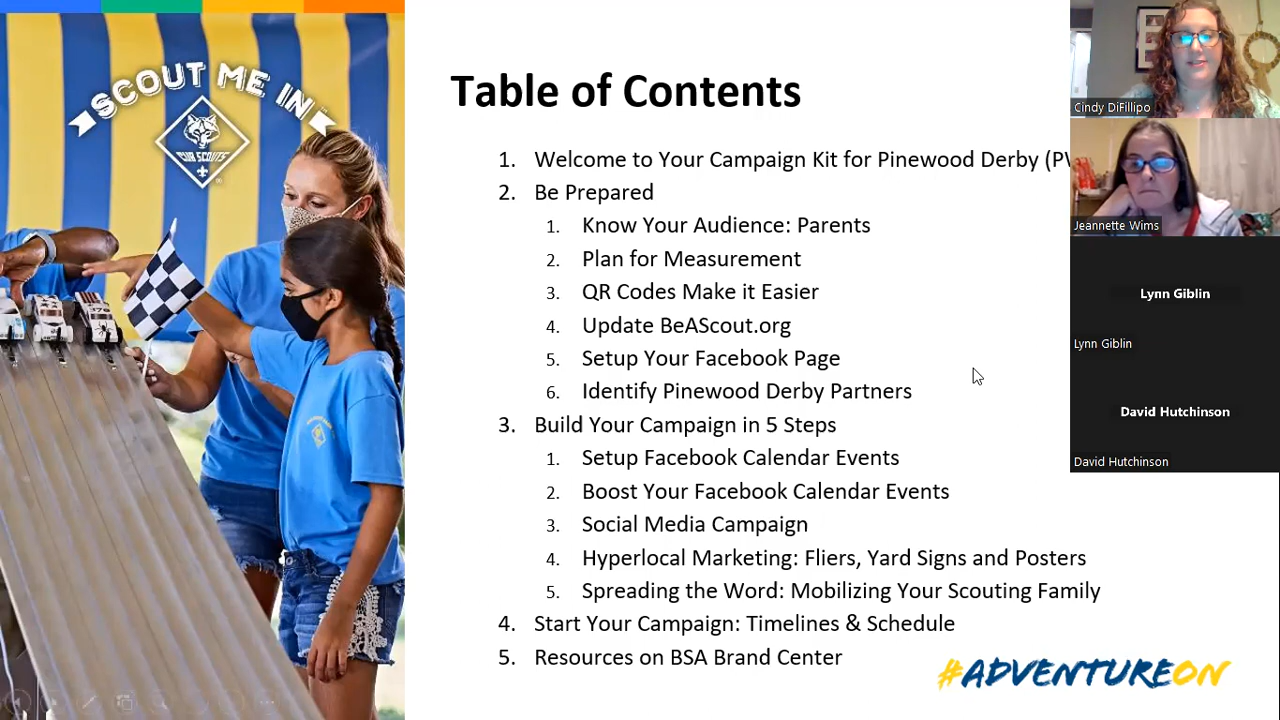 SCOUT ME IN
CUB SCOUTS
Table of Contents
1. Welcome to Your Campaign Kit for Pinewood Derby
2. Be Prepared
1. Know Your Audience: Parents
2. Plan for Measurement
3. QR Codes Make it Easier
4. Update BeAScout.org
5. Setup Your Facebook Page
6. Identify Pinewood Derby Partners
3. Build Your Campaign in 5 Steps
1. Setup Facebook Calendar Events
2. Boost Your Facebook Calendar Events
3. Social Media Campaign
4. Hyperlocal Marketing: Fliers, Yard Signs and Posters
5. Spreading the Word: Mobilizing Your Scouting Family
4. Start Your Campaign: Timelines & Schedule
5. Resources on BSA Brand Center
#ADVENTUREON
Cindy DiFillipo
Jeannette Wims
Lynn Giblin
Lynn Giblin
David Hutchinson
David Hutchinson